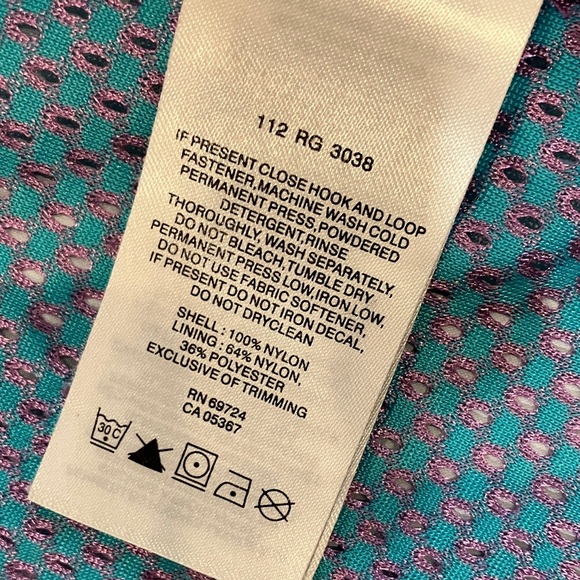 112 RG 3038
IF PRESENT CLOSE HOOK AND LOOP
FASTENER,MACHINE WASH COLD
PERMANENT PRESS,POWDERED
DETERGENT,RINSE
THOROUGHLY,WASH SEPARATELY,
DO NOT BLEACH,TUMBLE DRY
PERMANENT PRESS LOW,IRON LOW,
DO NOT USE FABRIC SOFTENER,
IF PRESENT DO NOT IRON DECAL,
DO NOT DRYCLEAN
SHELL : 100% NYLON
LINING : 64% NYLON,
36% POLYESTER
EXCLUSIVE OF TRIMMING
RN 69724
CA 05367
30 C